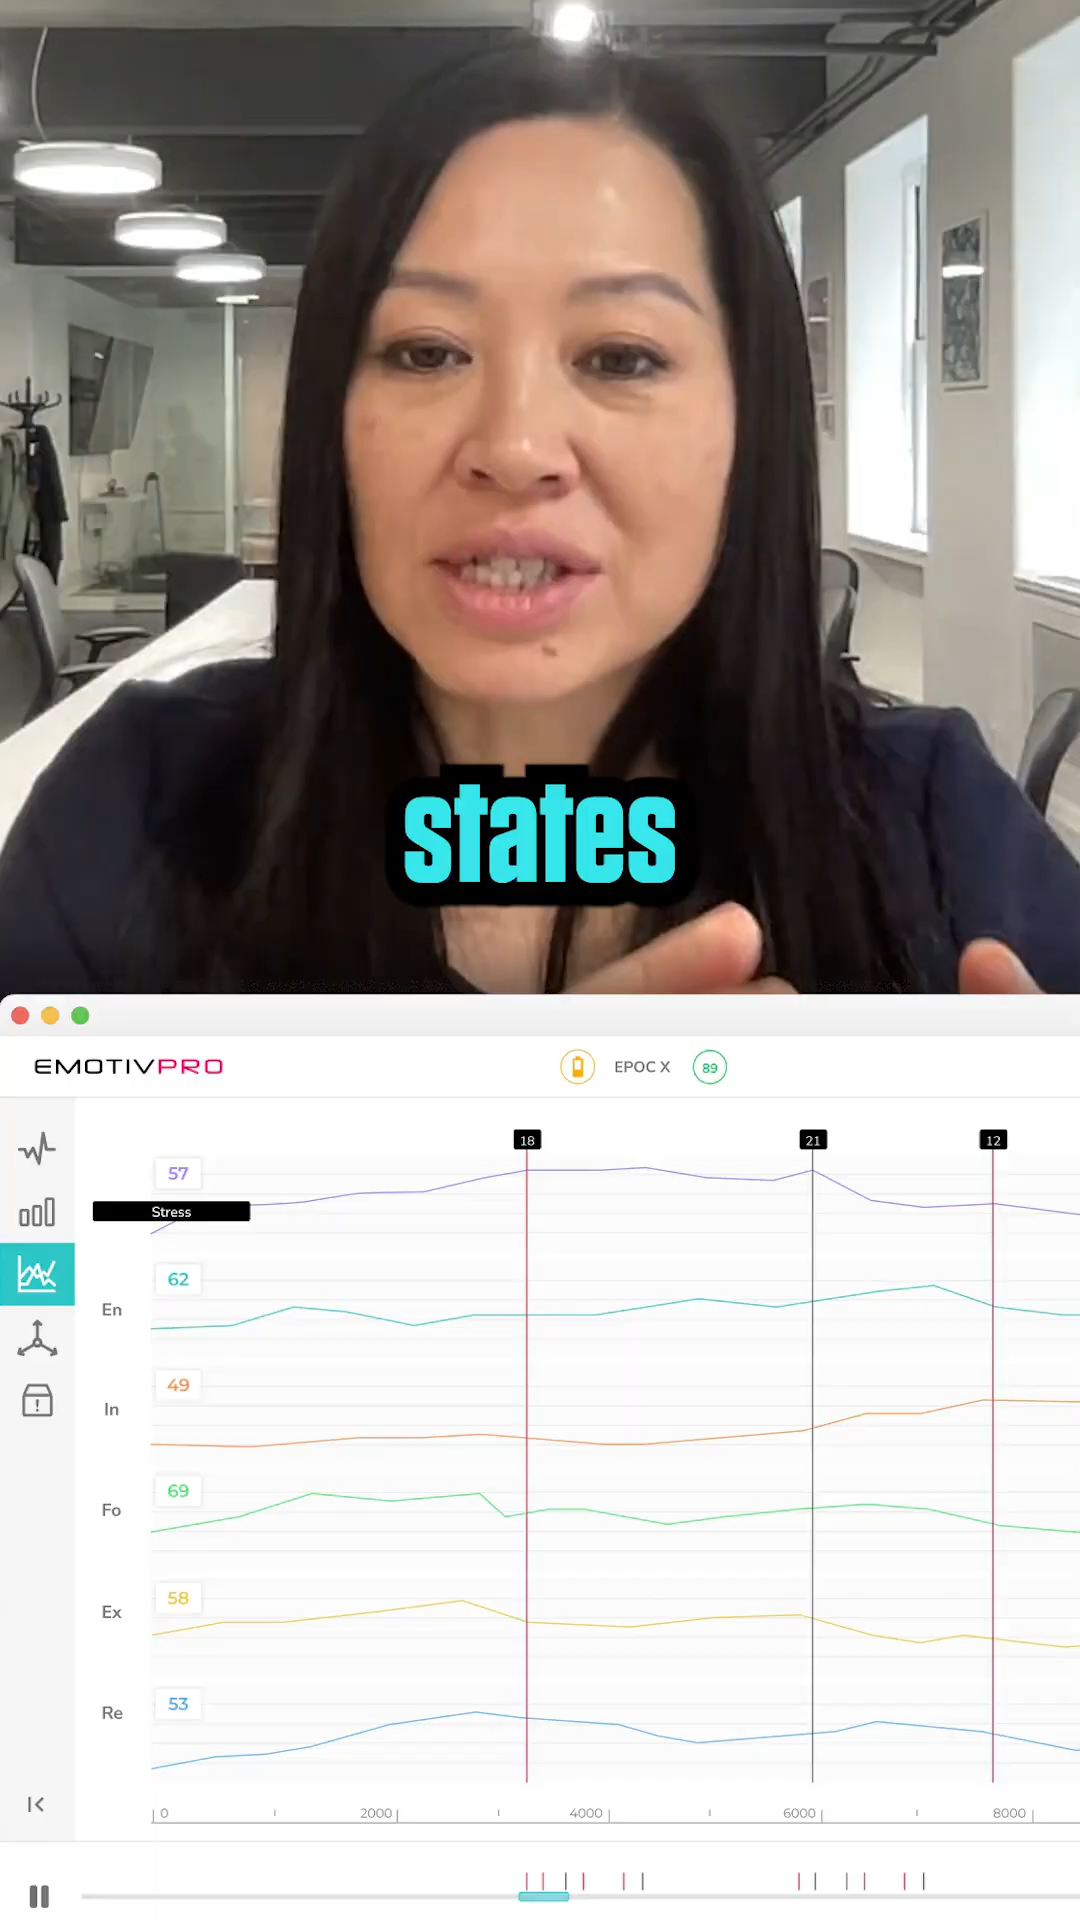 states
EMOTIVPRO
EPOC X 89
18 21 12
57
Stress
62
En
49
In
69
Fo
58
Ex
53
Re
0 2000 4000 6000 8000